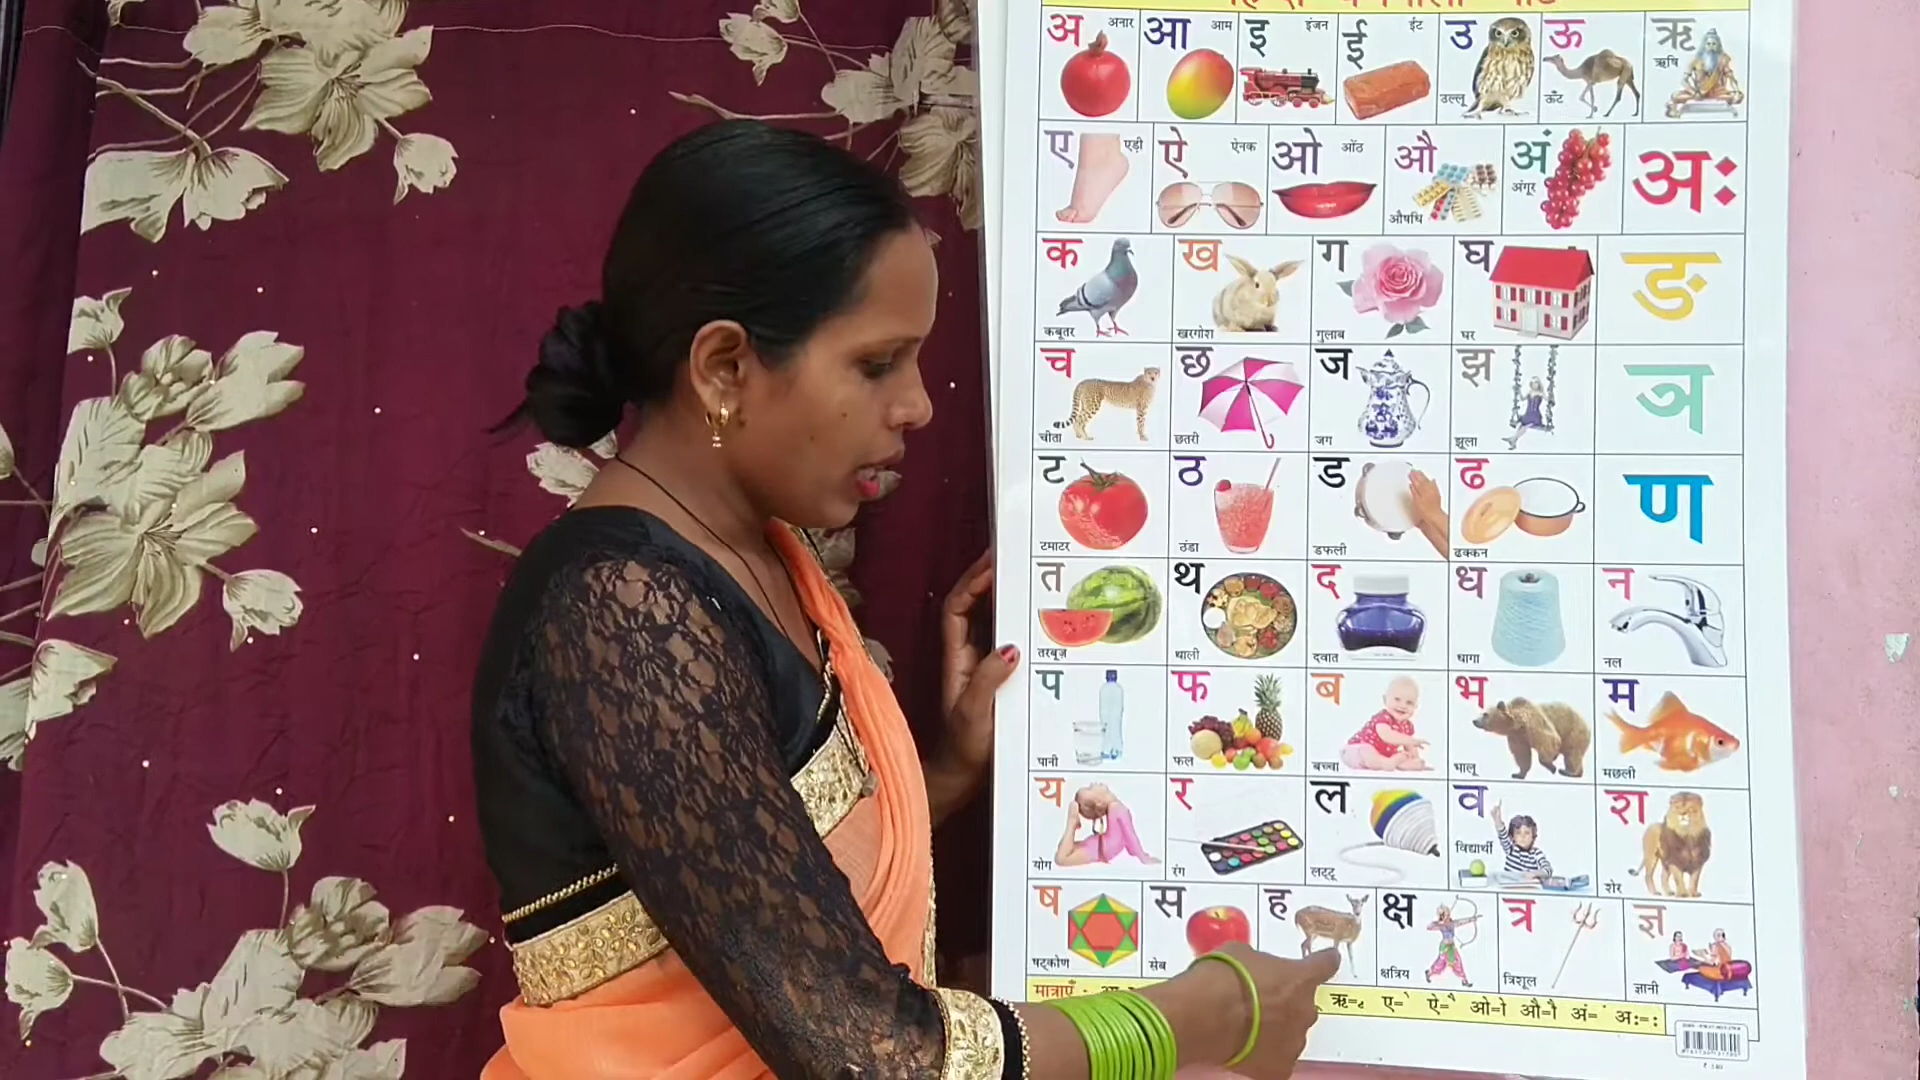 अ अनार आ आम इ इंजन ई ईट उ उल्लू ऊ ऊँट ऋ ऋषि
ए एड़ी ऐ ऐनक ओ ओंठ औ औषधि अं अंगूर अः
क कबूतर ख खरगोश ग गुलाब घ घर ङ
च चीता छ छतरी ज जग झ झूला ञ
ट टमाटर ठ ठंडा ड डफली ढ ढक्कन ण
त तरबूज़ थ थाली द दवात ध धागा न नल
प पानी फ फल ब बच्चा भ भालू म मछली
य योग र रंग ल लट्टू व विद्यार्थी श शेर
ष षट्कोण स सेब ह क्ष क्षत्रिय त्र त्रिशूल ज्ञ ज्ञानी
मात्राएँ : ऋ=ृ ए=े ऐ=ै ओ=ो औ=ौ अं=ं अः=ः